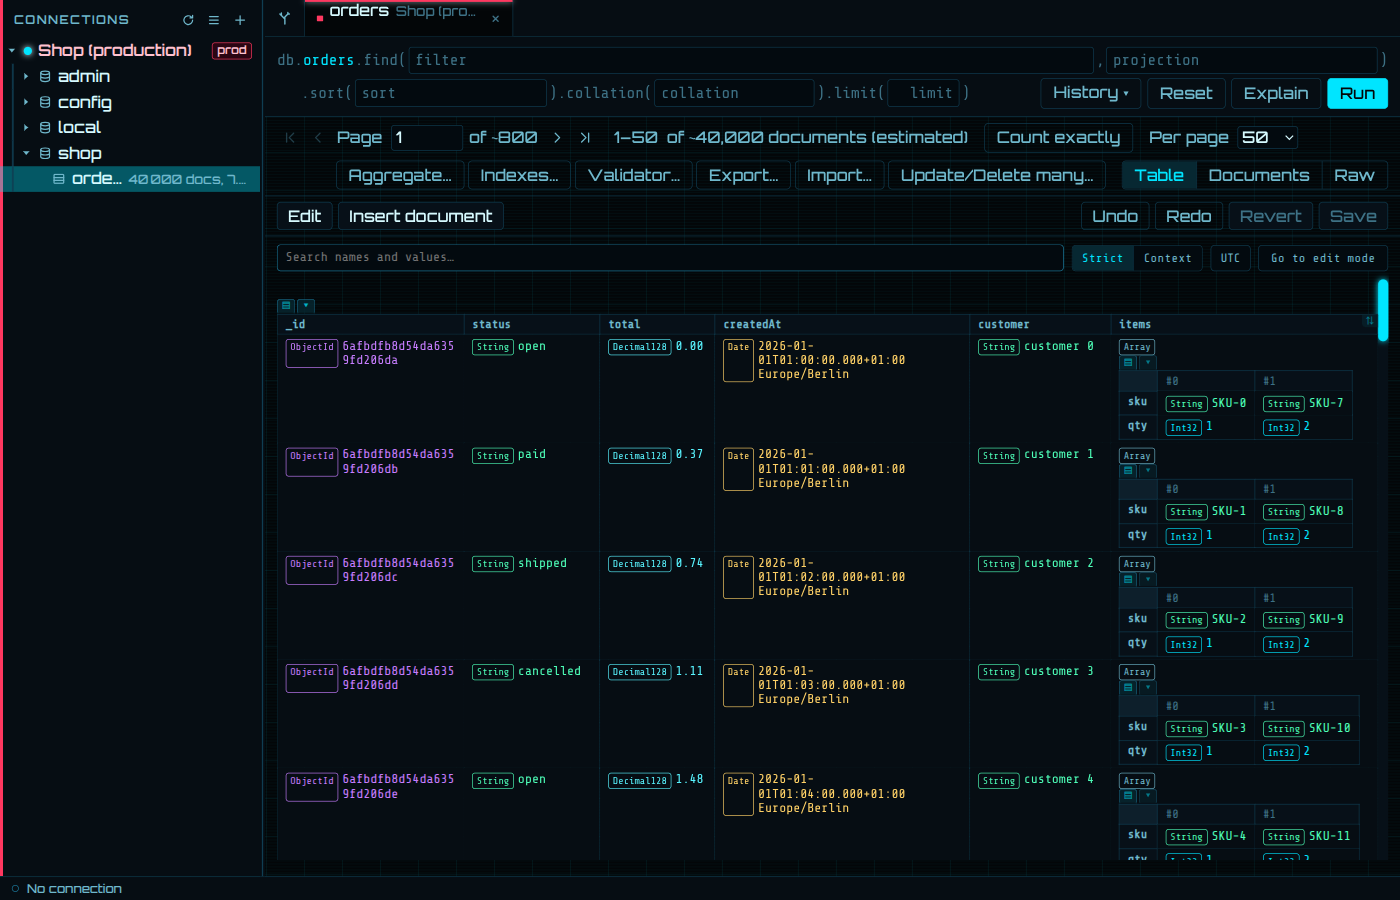 CONNECTIONS
Shop (production) prod
admin
config
local
shop
orde... 40 000 docs, 7....
orders Shop (pro... ×
db.orders.find( filter , projection )
.sort( sort ).collation( collation ).limit( limit ) History Reset Explain Run
Page 1 of ~800 1–50 of ~40,000 documents (estimated) Count exactly Per page 50
Aggregate... Indexes... Validator... Export... Import... Update/Delete many... Table Documents Raw
Edit Insert document Undo Redo Revert Save
Search names and values… Strict Context UTC Go to edit mode
_id status total createdAt customer items
ObjectId 6afbdfb8d54da635 String open Decimal128 0.00 Date 2026-01- String customer 0 Array
9fd206da 01T01:00:00.000+01:00
Europe/Berlin
#0 #1
sku String SKU-0 String SKU-7
qty Int32 1 Int32 2
ObjectId 6afbdfb8d54da635 String paid Decimal128 0.37 Date 2026-01- String customer 1 Array
9fd206db 01T01:01:00.000+01:00
Europe/Berlin
#0 #1
sku String SKU-1 String SKU-8
qty Int32 1 Int32 2
ObjectId 6afbdfb8d54da635 String shipped Decimal128 0.74 Date 2026-01- String customer 2 Array
9fd206dc 01T01:02:00.000+01:00
Europe/Berlin
#0 #1
sku String SKU-2 String SKU-9
qty Int32 1 Int32 2
ObjectId 6afbdfb8d54da635 String cancelled Decimal128 1.11 Date 2026-01- String customer 3 Array
9fd206dd 01T01:03:00.000+01:00
Europe/Berlin
#0 #1
sku String SKU-3 String SKU-10
qty Int32 1 Int32 2
ObjectId 6afbdfb8d54da635 String open Decimal128 1.48 Date 2026-01- String customer 4 Array
9fd206de 01T01:04:00.000+01:00
Europe/Berlin
#0 #1
sku String SKU-4 String SKU-11
qty Int32 1 Int32 2
No connection